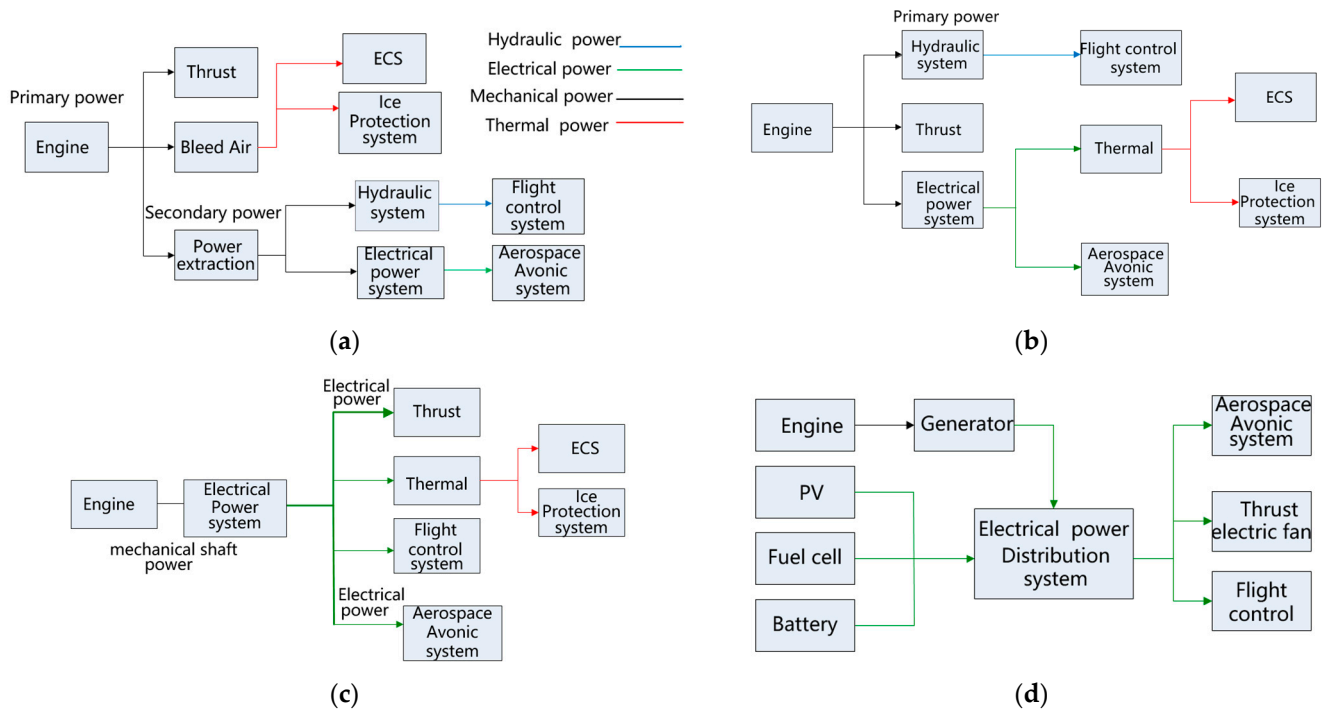 Primary power
Engine
Thrust
Bleed Air
Secondary power
Power
extraction
ECS
Ice
Protection
system
Hydraulic
system
Electrical
power
system
Flight
control
system
Aerospace
Avonic
system
Hydraulic power
Electrical power
Mechanical power
Thermal power
(a)
Primary power
Engine
Hydraulic
system
Thrust
Electrical
power
system
Flight control
system
Thermal
Aerospace
Avonic
system
ECS
Ice
Protection
system
(b)
Engine
mechanical shaft
power
Electrical
Power
system
Electrical
power
Thrust
Thermal
Flight
control
system
Electrical
power
Aerospace
Avonic
system
ECS
Ice
Protection
system
(c)
Engine
PV
Fuel cell
Battery
Generator
Electrical power
Distribution
system
Aerospace
Avonic
system
Thrust
electric fan
Flight
control
(d)